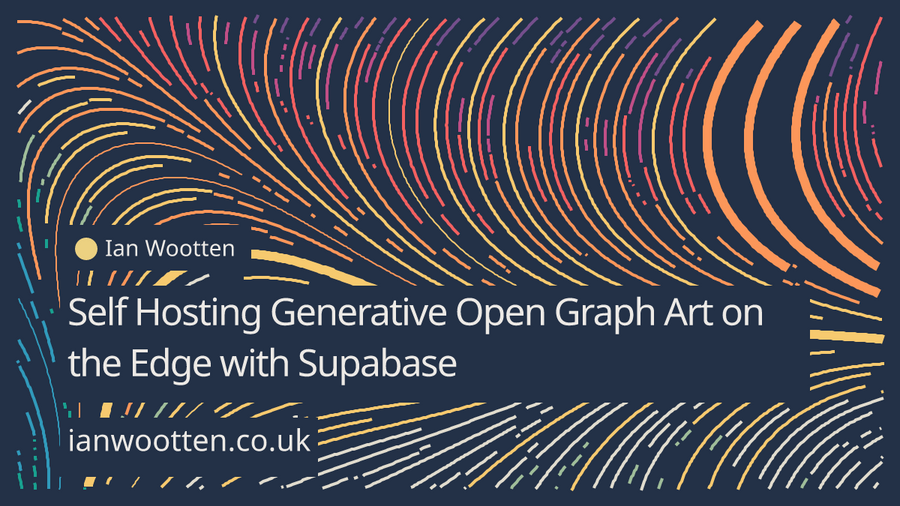 Ian Wootten
Self Hosting Generative Open Graph Art on
the Edge with Supabase
ianwootten.co.uk